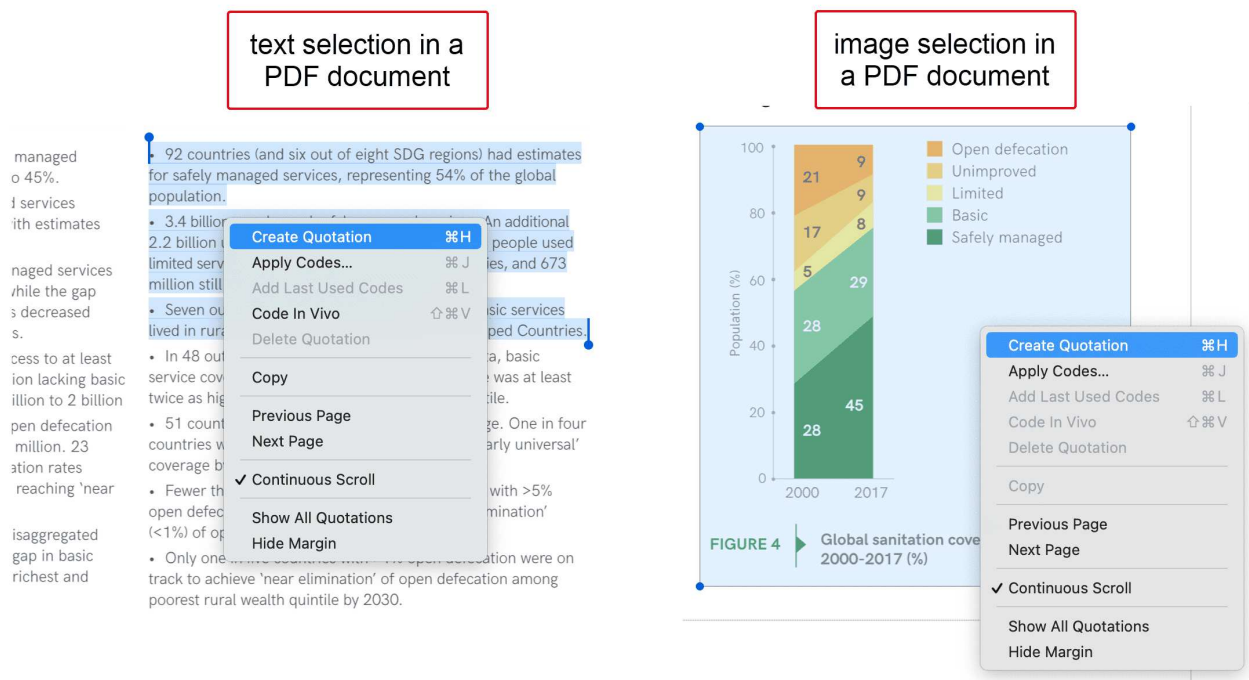 text selection in a
PDF document
managed
o 45%.
d services
ith estimates
naged services
while the gap
s decreased
s.
cess to at least
ion lacking basic
illion to 2 billion
pen defecation
million. 23
ation rates
reaching ‘near
isaggregated
gap in basic
richest and
• 92 countries (and six out of eight SDG regions) had estimates
for safely managed services, representing 54% of the global
population.
• 3.4 billion An additional
2.2 billion people used
limited serv ies, and 673
million still
• Seven ou sic services
lived in rura ped Countries.
• In 48 out ta, basic
service cov e was at least
twice as hig tile.
• 51 count ge. One in four
countries w arly universal’
coverage b
• Fewer th with >5%
open defec mination’
(<1%) of op
• Only one in five countries with open defecation were on
track to achieve ‘near elimination’ of open defecation among
poorest rural wealth quintile by 2030.
Create Quotation ⌘H
Apply Codes... ⌘J
Add Last Used Codes ⌘L
Code In Vivo ⇧⌘V
Delete Quotation
Copy
Previous Page
Next Page
✓ Continuous Scroll
Show All Quotations
Hide Margin
image selection in
a PDF document
Population (%)
100
80
60
40
20
0
21
17
5
28
28
9
9
8
29
45
2000 2017
Open defecation
Unimproved
Limited
Basic
Safely managed
FIGURE 4 Global sanitation cove
2000-2017 (%)
Create Quotation ⌘H
Apply Codes... ⌘J
Add Last Used Codes ⌘L
Code In Vivo ⇧⌘V
Delete Quotation
Copy
Previous Page
Next Page
✓ Continuous Scroll
Show All Quotations
Hide Margin